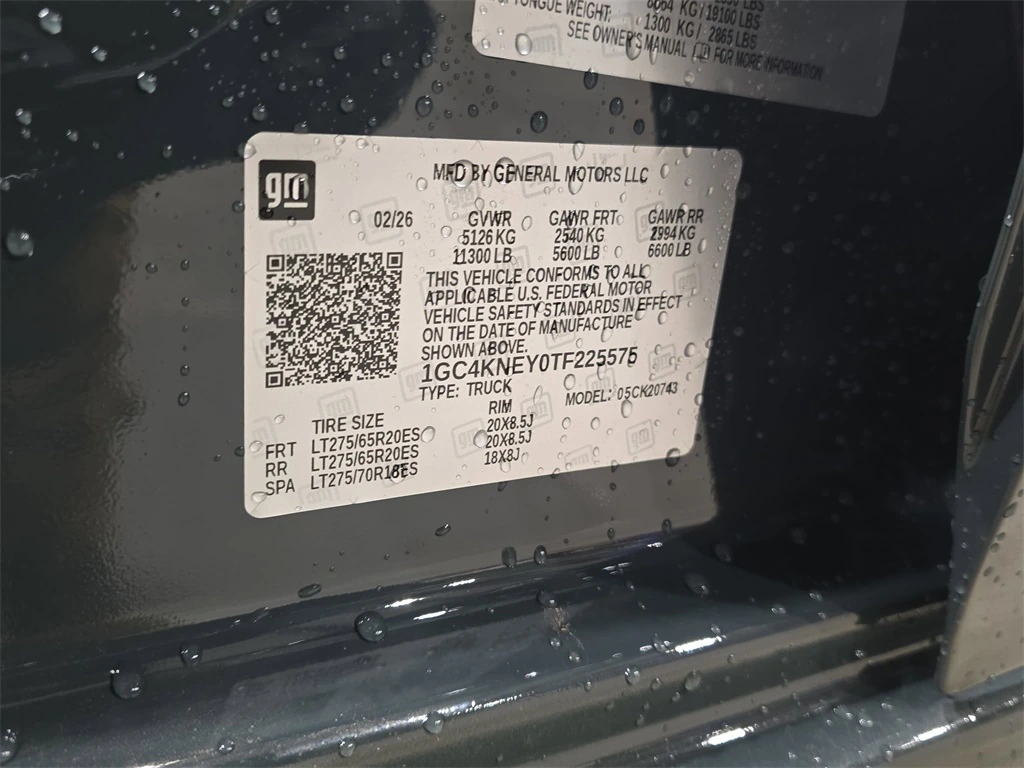 TONGUE WEIGHT:
KG/18100 LBS
1300 KG/ 2865 LBS
SEE OWNER'S MANUAL FOR MORE INFORMATION
gm
MFD BY GENERAL MOTORS LLC
02/26 GVWR GAWR FRT GAWR RR
5126 KG 2540 KG 2994 KG
11300 LB 5600 LB 6600 LB
THIS VEHICLE CONFORMS TO ALL
APPLICABLE U.S. FEDERAL MOTOR
VEHICLE SAFETY STANDARDS IN EFFECT
ON THE DATE OF MANUFACTURE
SHOWN ABOVE.
1GC4KNEY0TF225575
TYPE: TRUCK MODEL: 05CK20743
TIRE SIZE RIM
FRT LT275/65R20ES 20X8.5J
RR LT275/65R20ES 20X8.5J
SPA LT275/70R18ES 18X8J